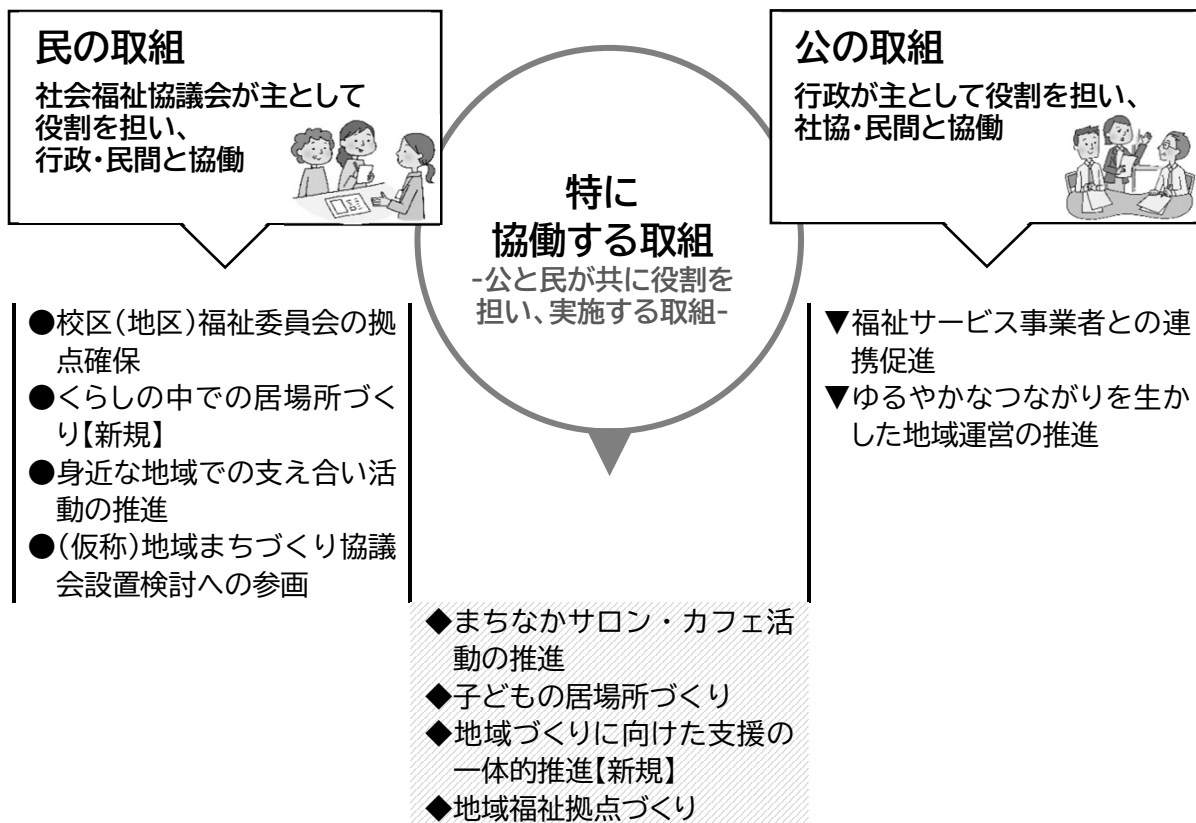 民の取組
社会福祉協議会が主として
役割を担い、
行政・民間と協働
公の取組
行政が主として役割を担い、
社協・民間と協働
特に
協働する取組
-公と民が共に役割を
担い、実施する取組-
●校区(地区)福祉委員会の拠
点確保
●くらしの中での居場所づく
り【新規】
●身近な地域での支え合い活
動の推進
●(仮称)地域まちづくり協議
会設置検討への参画
▼福祉サービス事業者との連
携促進
▼ゆるやかなつながりを生か
した地域運営の推進
◆まちなかサロン・カフェ活
動の推進
◆子どもの居場所づくり
◆地域づくりに向けた支援の
一体的推進【新規】
◆地域福祉拠点づくり